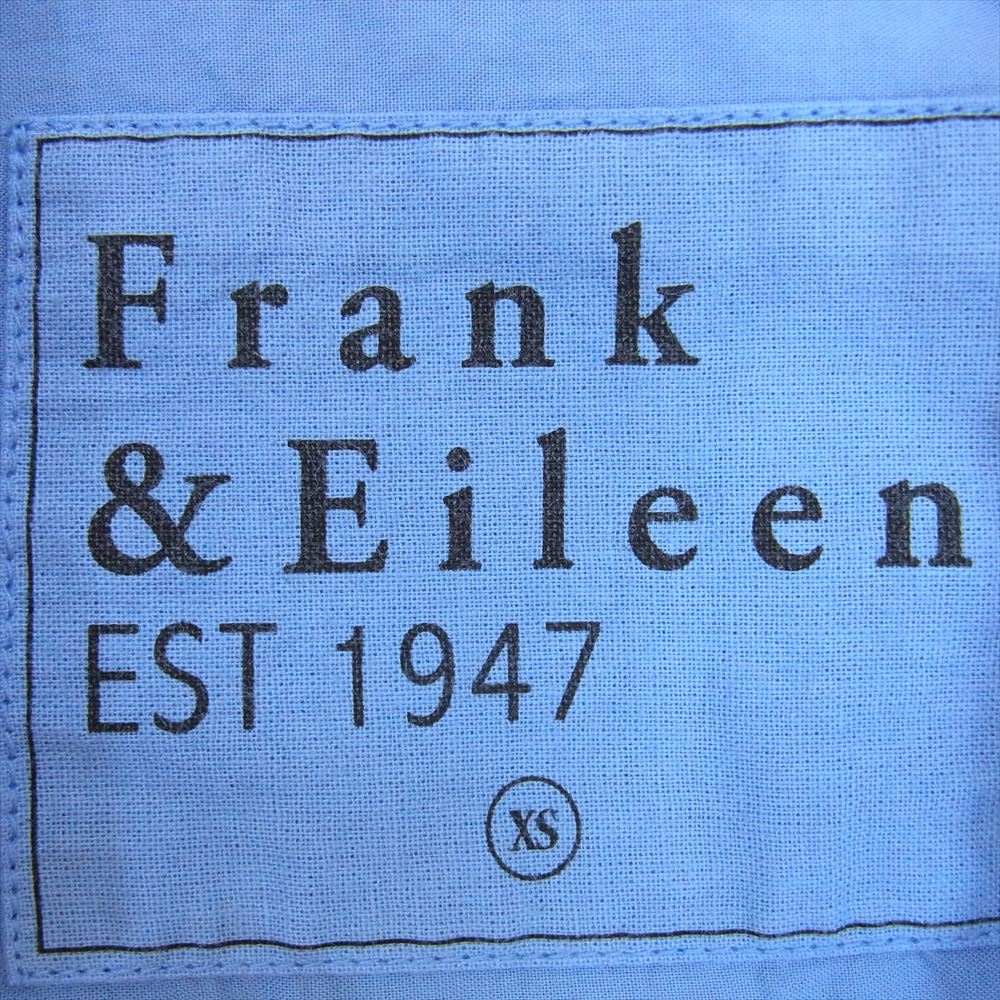 Frank
& Eileen
EST 1947
XS